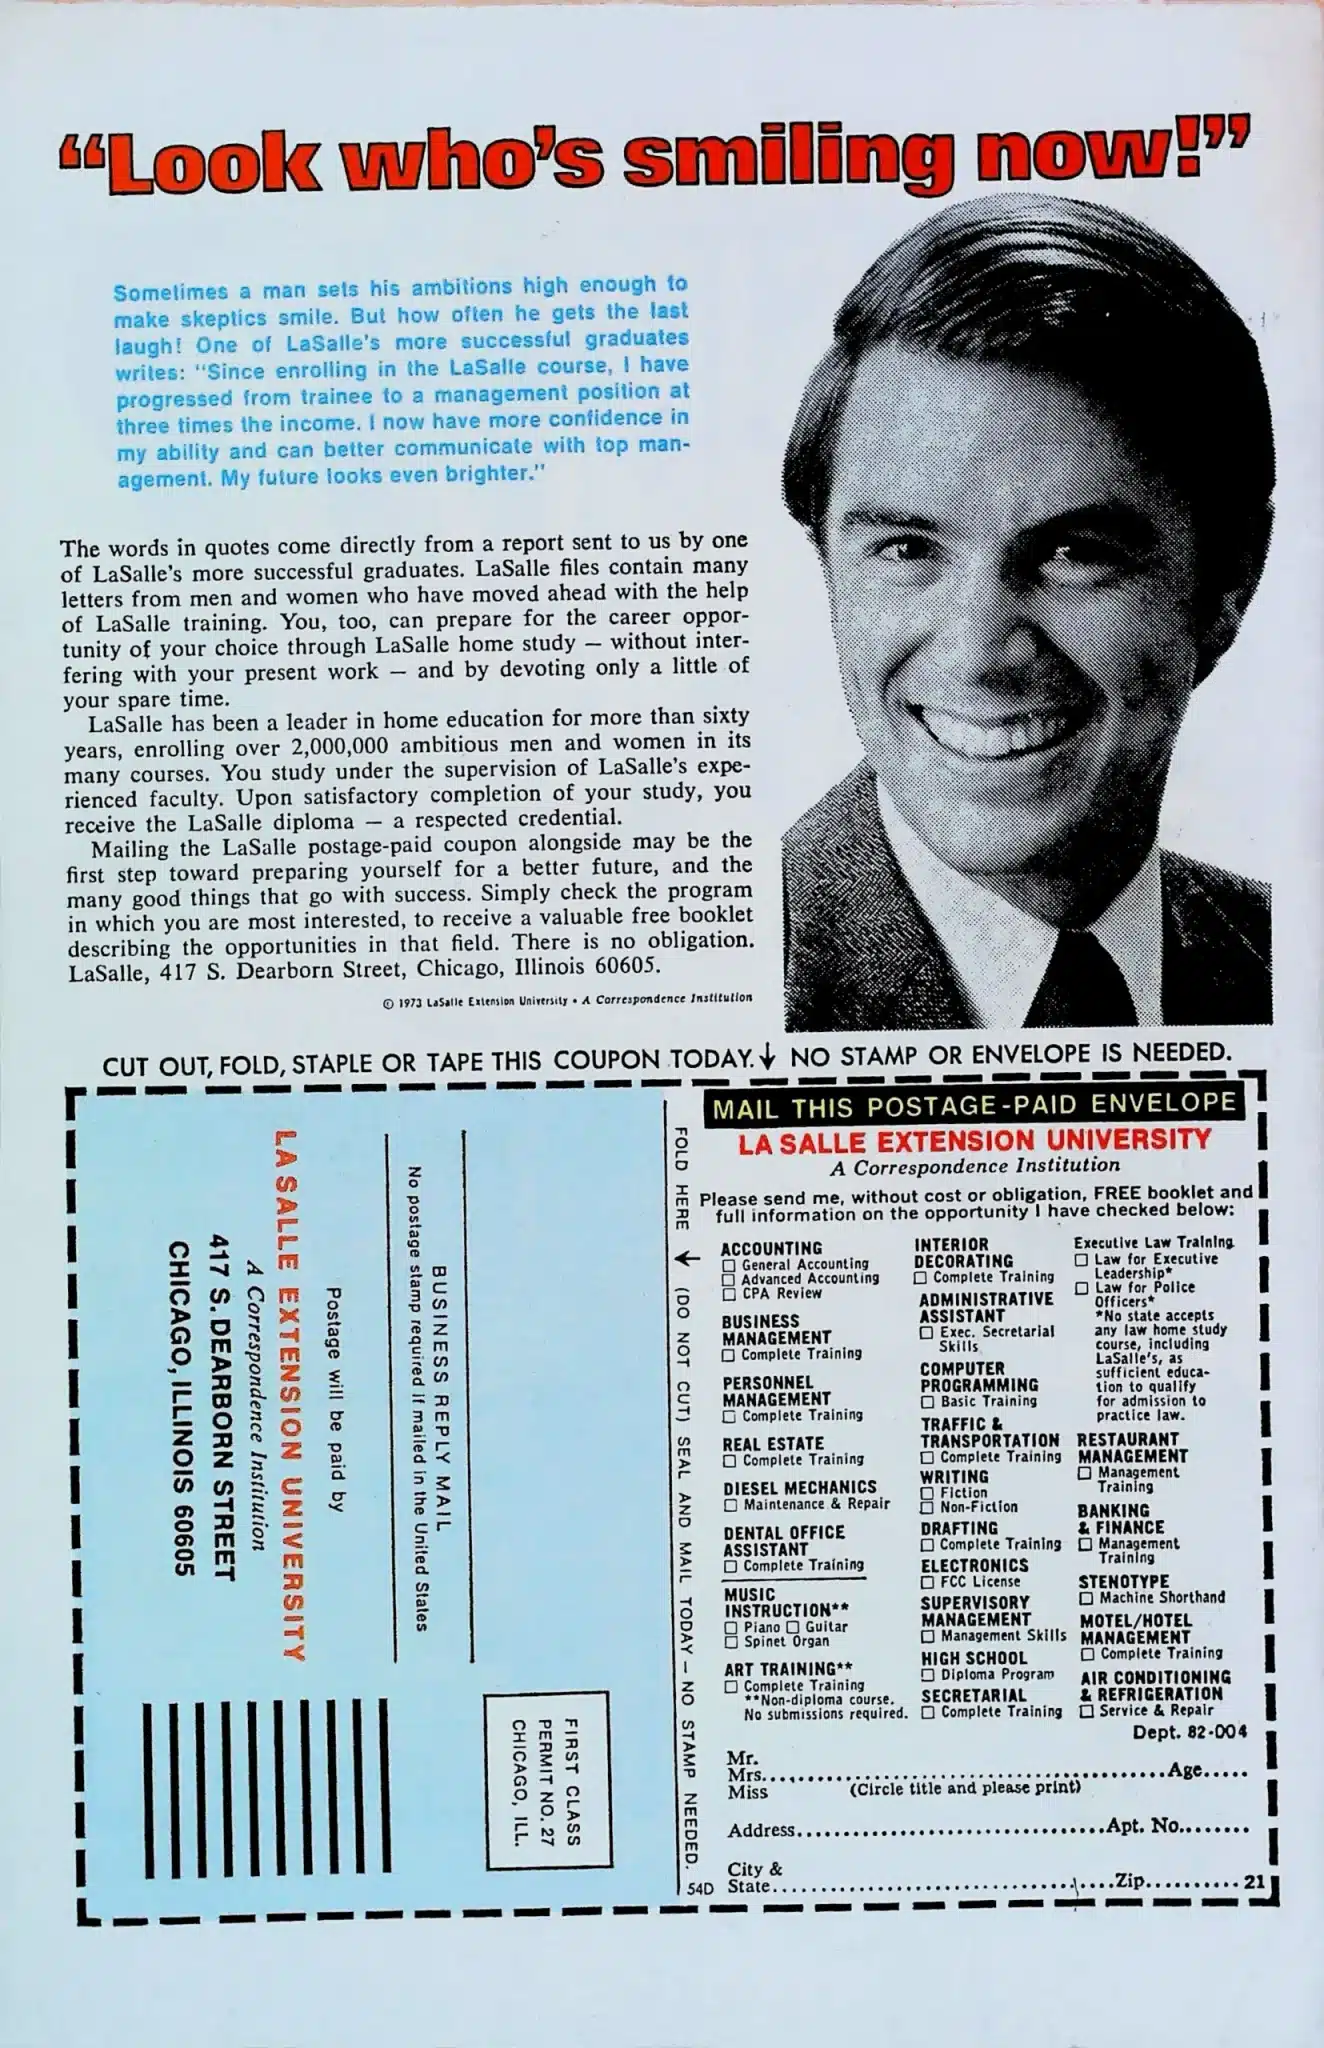 “Look who's smiling now!”
Sometimes a man sets his ambitions high enough to
make skeptics smile. But how often he gets the last
laugh! One of LaSalle's more successful graduates
writes: “Since enrolling in the LaSalle course, I have
progressed from trainee to a management position at
three times the income. I now have more confidence in
my ability and can better communicate with top man-
agement. My future looks even brighter.”
The words in quotes come directly from a report sent to us by one
of LaSalle's more successful graduates. LaSalle files contain many
letters from men and women who have moved ahead with the help
of LaSalle training. You, too, can prepare for the career oppor-
tunity of your choice through LaSalle home study — without inter-
fering with your present work — and by devoting only a little of
your spare time.
LaSalle has been a leader in home education for more than sixty
years, enrolling over 2,000,000 ambitious men and women in its
many courses. You study under the supervision of LaSalle's expe-
rienced faculty. Upon satisfactory completion of your study, you
receive the LaSalle diploma — a respected credential.
Mailing the LaSalle postage-paid coupon alongside may be the
first step toward preparing yourself for a better future, and the
many good things that go with success. Simply check the program
in which you are most interested, to receive a valuable free booklet
describing the opportunities in that field. There is no obligation.
LaSalle, 417 S. Dearborn Street, Chicago, Illinois 60605.
© 1973 LaSalle Extension University • A Correspondence Institution
CUT OUT, FOLD, STAPLE OR TAPE THIS COUPON TODAY.↓ NO STAMP OR ENVELOPE IS NEEDED.
FIRST CLASS
PERMIT NO. 27
CHICAGO, ILL.
BUSINESS REPLY MAIL
No postage stamp required if mailed in the United States
Postage will be paid by
LA SALLE EXTENSION UNIVERSITY
A Correspondence Institution
417 S. DEARBORN STREET
CHICAGO, ILLINOIS 60605
FOLD HERE ↓ (DO NOT CUT) SEAL AND MAIL TODAY – NO STAMP NEEDED.
MAIL THIS POSTAGE-PAID ENVELOPE
LA SALLE EXTENSION UNIVERSITY
A Correspondence Institution
Please send me, without cost or obligation, FREE booklet and
full information on the opportunity I have checked below:
ACCOUNTING
☐ General Accounting
☐ Advanced Accounting
☐ CPA Review
BUSINESS
MANAGEMENT
☐ Complete Training
PERSONNEL
MANAGEMENT
☐ Complete Training
REAL ESTATE
☐ Complete Training
DIESEL MECHANICS
☐ Maintenance & Repair
DENTAL OFFICE
ASSISTANT
☐ Complete Training
MUSIC
INSTRUCTION**
☐ Piano ☐ Guitar
☐ Spinet Organ
ART TRAINING**
☐ Complete Training
**Non-diploma course.
No submissions required.
INTERIOR
DECORATING
☐ Complete Training
ADMINISTRATIVE
ASSISTANT
☐ Exec. Secretarial
Skills
COMPUTER
PROGRAMMING
☐ Basic Training
TRAFFIC &
TRANSPORTATION
☐ Complete Training
WRITING
☐ Fiction
☐ Non-Fiction
DRAFTING
☐ Complete Training
ELECTRONICS
☐ FCC License
SUPERVISORY
MANAGEMENT
☐ Management Skills
HIGH SCHOOL
☐ Diploma Program
SECRETARIAL
☐ Complete Training
Executive Law Training
☐ Law for Executive
Leadership*
☐ Law for Police
Officers*
*No state accepts
any law home study
course, including
LaSalle's, as
sufficient educa-
tion to qualify
for admission to
practice law.
RESTAURANT
MANAGEMENT
☐ Management
Training
BANKING
& FINANCE
☐ Management
Training
STENOTYPE
☐ Machine Shorthand
MOTEL/HOTEL
MANAGEMENT
☐ Complete Training
AIR CONDITIONING
& REFRIGERATION
☐ Service & Repair
Dept. 82-004
Mr.
Mrs. Age
Miss (Circle title and please print)
Address Apt. No.
City &
State Zip 21
54D